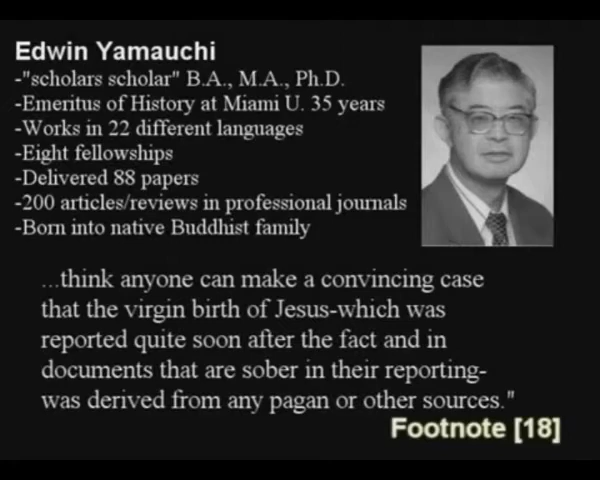 Edwin Yamauchi
-"scholars scholar" B.A., M.A., Ph.D.
-Emeritus of History at Miami U. 35 years
-Works in 22 different languages
-Eight fellowships
-Delivered 88 papers
-200 articles/reviews in professional journals
-Born into native Buddhist family
...think anyone can make a convincing case
that the virgin birth of Jesus-which was
reported quite soon after the fact and in
documents that are sober in their reporting-
was derived from any pagan or other sources."
Footnote [18]